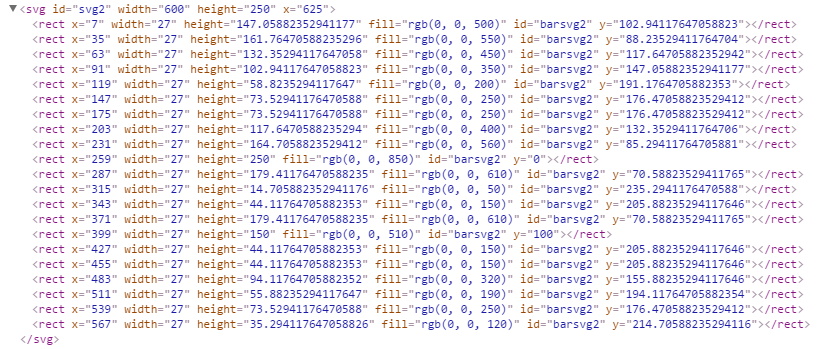 ▼<svg id="svg2" width="600" height="250" x="625">
<rect x="7" width="27" height="147.05882352941177" fill="rgb(0, 0, 500)" id="barsvg2" y="102.94117647058823"></rect>
<rect x="35" width="27" height="161.76470588235296" fill="rgb(0, 0, 550)" id="barsvg2" y="88.23529411764704"></rect>
<rect x="63" width="27" height="132.35294117647058" fill="rgb(0, 0, 450)" id="barsvg2" y="117.64705882352942"></rect>
<rect x="91" width="27" height="102.94117647058823" fill="rgb(0, 0, 350)" id="barsvg2" y="147.05882352941177"></rect>
<rect x="119" width="27" height="58.8235294117647" fill="rgb(0, 0, 200)" id="barsvg2" y="191.1764705882353"></rect>
<rect x="147" width="27" height="73.52941176470588" fill="rgb(0, 0, 250)" id="barsvg2" y="176.47058823529412"></rect>
<rect x="175" width="27" height="73.52941176470588" fill="rgb(0, 0, 250)" id="barsvg2" y="176.47058823529412"></rect>
<rect x="203" width="27" height="117.6470588235294" fill="rgb(0, 0, 400)" id="barsvg2" y="132.3529411764706"></rect>
<rect x="231" width="27" height="164.70588235294412" fill="rgb(0, 0, 560)" id="barsvg2" y="85.29411764705881"></rect>
<rect x="259" width="27" height="250" fill="rgb(0, 0, 850)" id="barsvg2" y="0"></rect>
<rect x="287" width="27" height="179.41176470588235" fill="rgb(0, 0, 610)" id="barsvg2" y="70.58823529411765"></rect>
<rect x="315" width="27" height="14.705882352941176" fill="rgb(0, 0, 50)" id="barsvg2" y="235.2941176470588"></rect>
<rect x="343" width="27" height="44.11764705882353" fill="rgb(0, 0, 150)" id="barsvg2" y="205.88235294117646"></rect>
<rect x="371" width="27" height="179.41176470588235" fill="rgb(0, 0, 610)" id="barsvg2" y="70.58823529411765"></rect>
<rect x="399" width="27" height="150" fill="rgb(0, 0, 510)" id="barsvg2" y="100"></rect>
<rect x="427" width="27" height="44.11764705882353" fill="rgb(0, 0, 150)" id="barsvg2" y="205.88235294117646"></rect>
<rect x="455" width="27" height="44.11764705882353" fill="rgb(0, 0, 150)" id="barsvg2" y="205.88235294117646"></rect>
<rect x="483" width="27" height="94.11764705882352" fill="rgb(0, 0, 320)" id="barsvg2" y="155.88235294117646"></rect>
<rect x="511" width="27" height="55.88235294117647" fill="rgb(0, 0, 190)" id="barsvg2" y="194.11764705882354"></rect>
<rect x="539" width="27" height="73.52941176470588" fill="rgb(0, 0, 250)" id="barsvg2" y="176.47058823529412"></rect>
<rect x="567" width="27" height="35.294117647058826" fill="rgb(0, 0, 120)" id="barsvg2" y="214.70588235294116"></rect>
</svg>